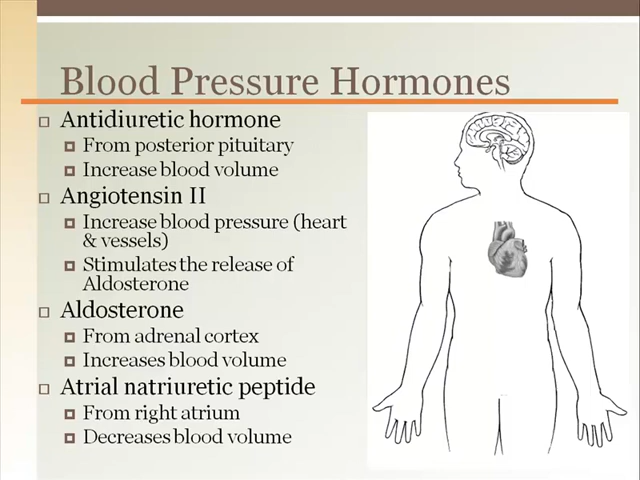 Blood Pressure Hormones
Antidiuretic hormone
From posterior pituitary
Increase blood volume
Angiotensin II
Increase blood pressure (heart
& vessels)
Stimulates the release of
Aldosterone
Aldosterone
From adrenal cortex
Increases blood volume
Atrial natriuretic peptide
From right atrium
Decreases blood volume